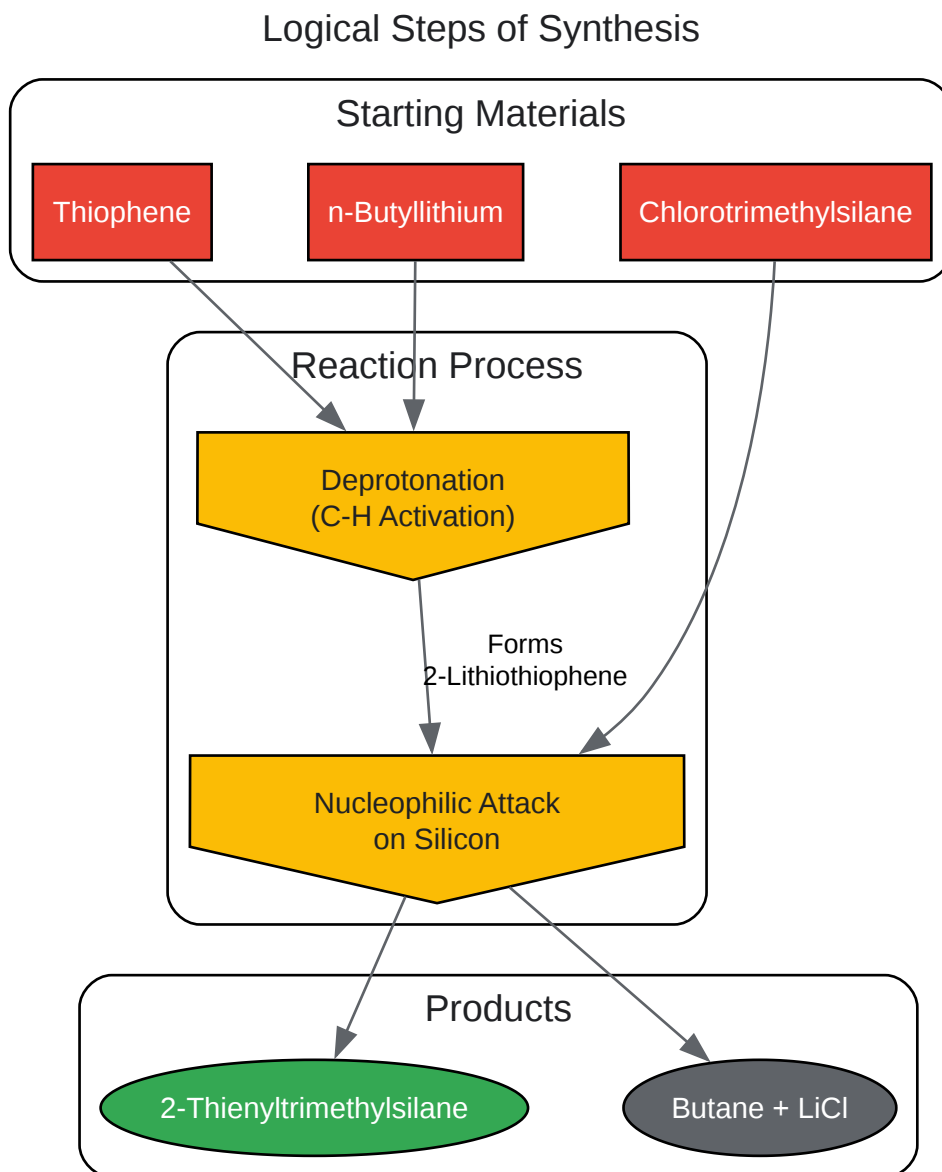 Logical Steps of Synthesis
Starting Materials
Thiophene
n-Butyllithium
Chlorotrimethylsilane
Reaction Process
Deprotonation
(C-H Activation)
Forms
2-Lithiothiophene
Nucleophilic Attack
on Silicon
Products
2-Thienyltrimethylsilane
Butane + LiCl